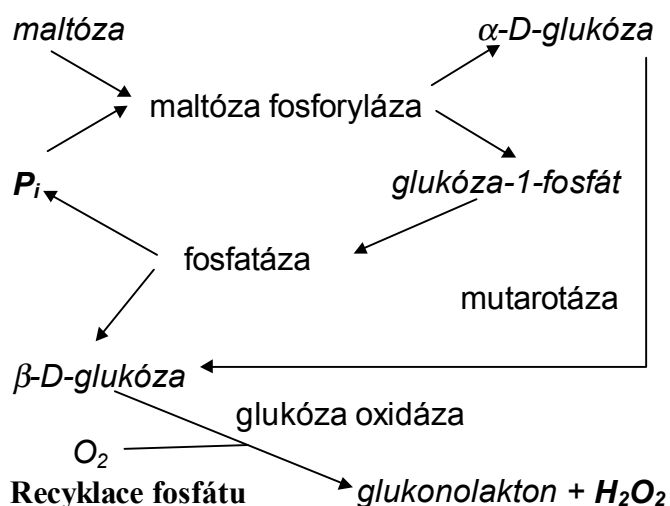 maltóza
α-D-glukóza
maltóza fosforyláza
Pi
glukóza-1-fosfát
fosfatáza
mutarotáza
β-D-glukóza
glukóza oxidáza
O2
Recyklace fosfátu
glukonolakton + H2O2